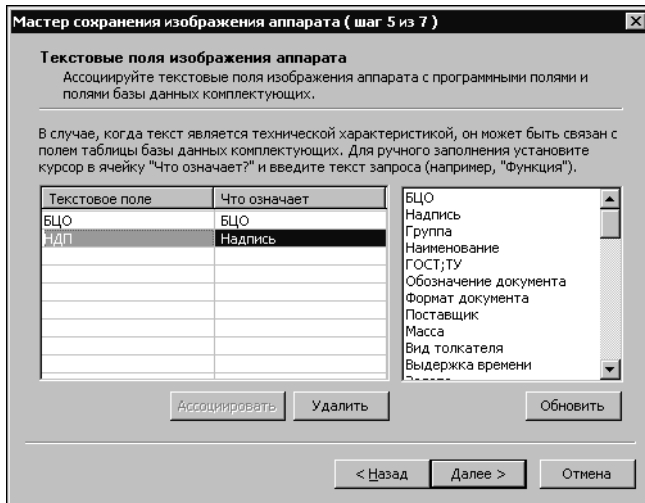 Мастер сохранения изображения аппарата ( шаг 5 из 7 )
Текстовые поля изображения аппарата
Ассоциируйте текстовые поля изображения аппарата с программными полями и
полями базы данных комплектующих.
В случае, когда текст является технической характеристикой, он может быть связан с
полем таблицы базы данных комплектующих. Для ручного заполнения установите
курсор в ячейку "Что означает?" и введите текст запроса (например, "Функция").
Текстовое поле Что означает
БЦО БЦО
НДП Надпись
БЦО
Надпись
Группа
Наименование
ГОСТ;ТУ
Обозначение документа
Формат документа
Поставщик
Масса
Вид толкателя
Выдержка времени
Ассоциировать Удалить Обновить
< Назад Далее > Отмена